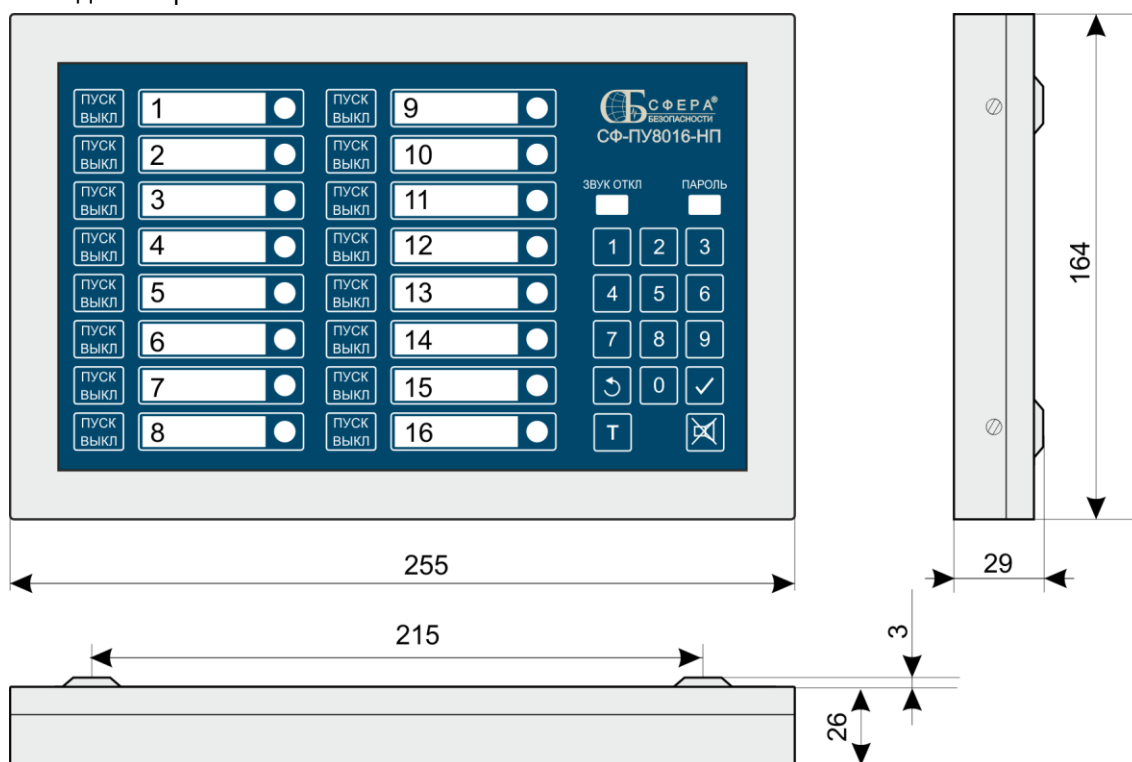 ПУСК ВЫКЛ 1
ПУСК ВЫКЛ 2
ПУСК ВЫКЛ 3
ПУСК ВЫКЛ 4
ПУСК ВЫКЛ 5
ПУСК ВЫКЛ 6
ПУСК ВЫКЛ 7
ПУСК ВЫКЛ 8
ПУСК ВЫКЛ 9
ПУСК ВЫКЛ 10
ПУСК ВЫКЛ 11
ПУСК ВЫКЛ 12
ПУСК ВЫКЛ 13
ПУСК ВЫКЛ 14
ПУСК ВЫКЛ 15
ПУСК ВЫКЛ 16
СБ СФЕРА®
БЕЗОПАСНОСТИ
СФ-ПУ8016-НП
ЗВУК ОТКЛ ПАРОЛЬ
1 2 3
4 5 6
7 8 9
0
T
164
255
29
215
3
26